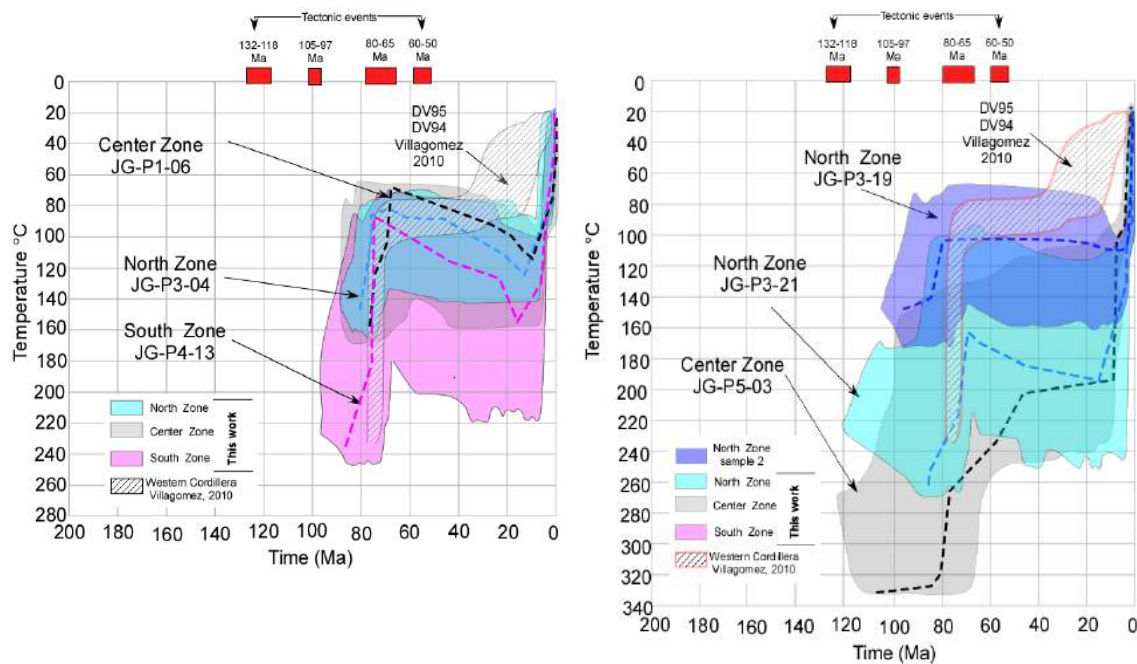 Tectonic events
132-118
Ma
105-97
Ma
80-65
Ma
60-50
Ma
0
20
40
60
80
100
120
140
160
180
200
220
240
260
280
Temperature °C
DV95
DV94
Villagomez
2010
Center Zone
JG-P1-06
North Zone
JG-P3-04
South Zone
JG-P4-13
North Zone
Center Zone
South Zone
This work
Western Cordillera
Villagomez, 2010
200 180 160 140 120 100 80 60 40 20 0
Time (Ma)
Tectonic events
132-118
Ma
105-97
Ma
80-65
Ma
60-50
Ma
0
20
40
60
80
100
120
140
160
180
200
220
240
260
300
320
340
Temperature °C
DV95
DV94
Villagomez
2010
North Zone
JG-P3-19
North Zone
JG-P3-21
Center Zone
JG-P5-03
North Zone
sample 2
North Zone
Center Zone
South Zone
This work
Western Cordillera
Villagomez, 2010
200 180 160 140 120 100 80 60 40 20 0
Time (Ma)